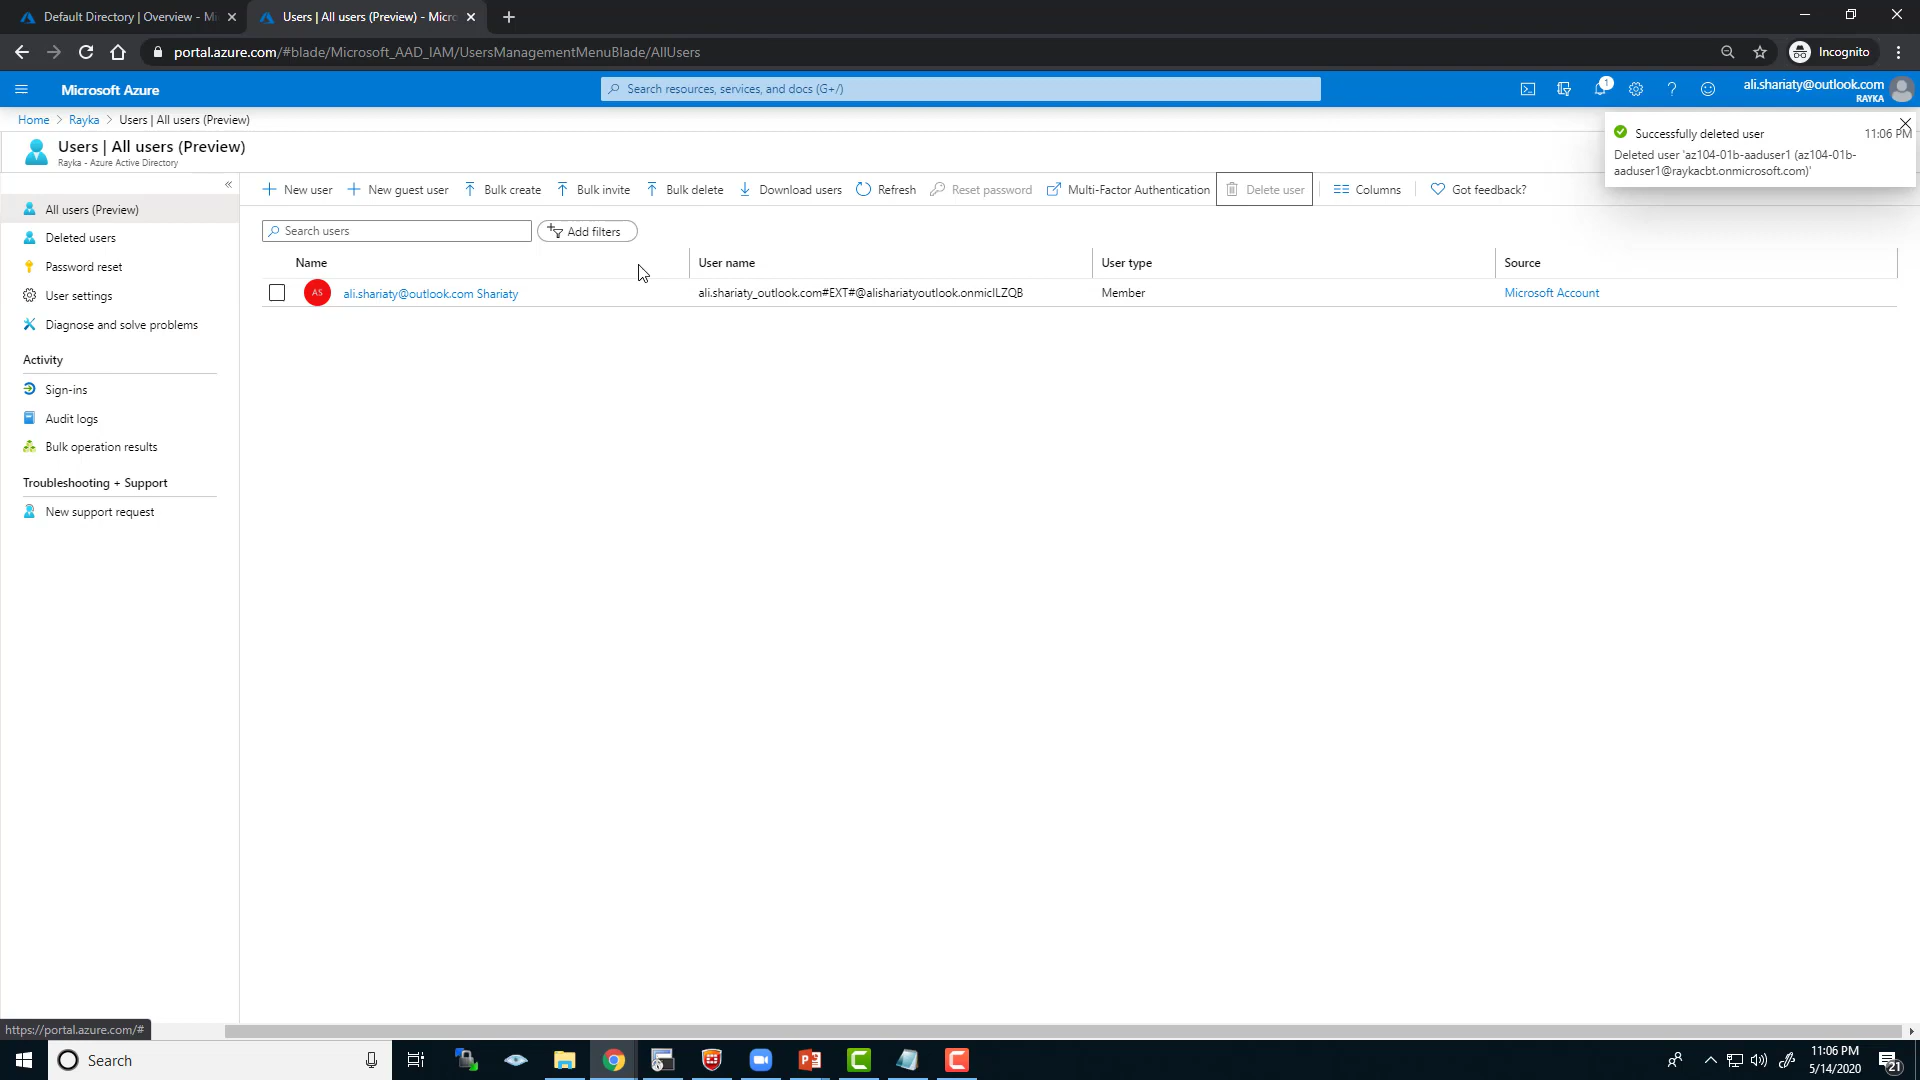 Default Directory | Overview - Mi
Users | All users (Preview) - Micro
portal.azure.com/#blade/Microsoft_AAD_IAM/UsersManagementMenuBlade/AllUsers
Incognito
Microsoft Azure
Search resources, services, and docs (G+/)
1
ali.shariaty@outlook.com
RAYKA
Home > Rayka > Users | All users (Preview)
Users | All users (Preview)
Rayka - Azure Active Directory
Successfully deleted user
11:06 PM
Deleted user 'az104-01b-aaduser1 (az104-01b-
aaduser1@raykacbt.onmicrosoft.com)'
New user
New guest user
Bulk create
Bulk invite
Bulk delete
Download users
Refresh
Reset password
Multi-Factor Authentication
Delete user
Columns
Got feedback?
All users (Preview)
Deleted users
Password reset
User settings
Diagnose and solve problems
Activity
Sign-ins
Audit logs
Bulk operation results
Troubleshooting + Support
New support request
Search users
Add filters
Name
User name
User type
Source
AS
ali.shariaty@outlook.com Shariaty
ali.shariaty_outlook.com#EXT#@alishariatyoutlook.onmicILZQB
Member
Microsoft Account
https://portal.azure.com/#
Search
11:06 PM
5/14/2020
21